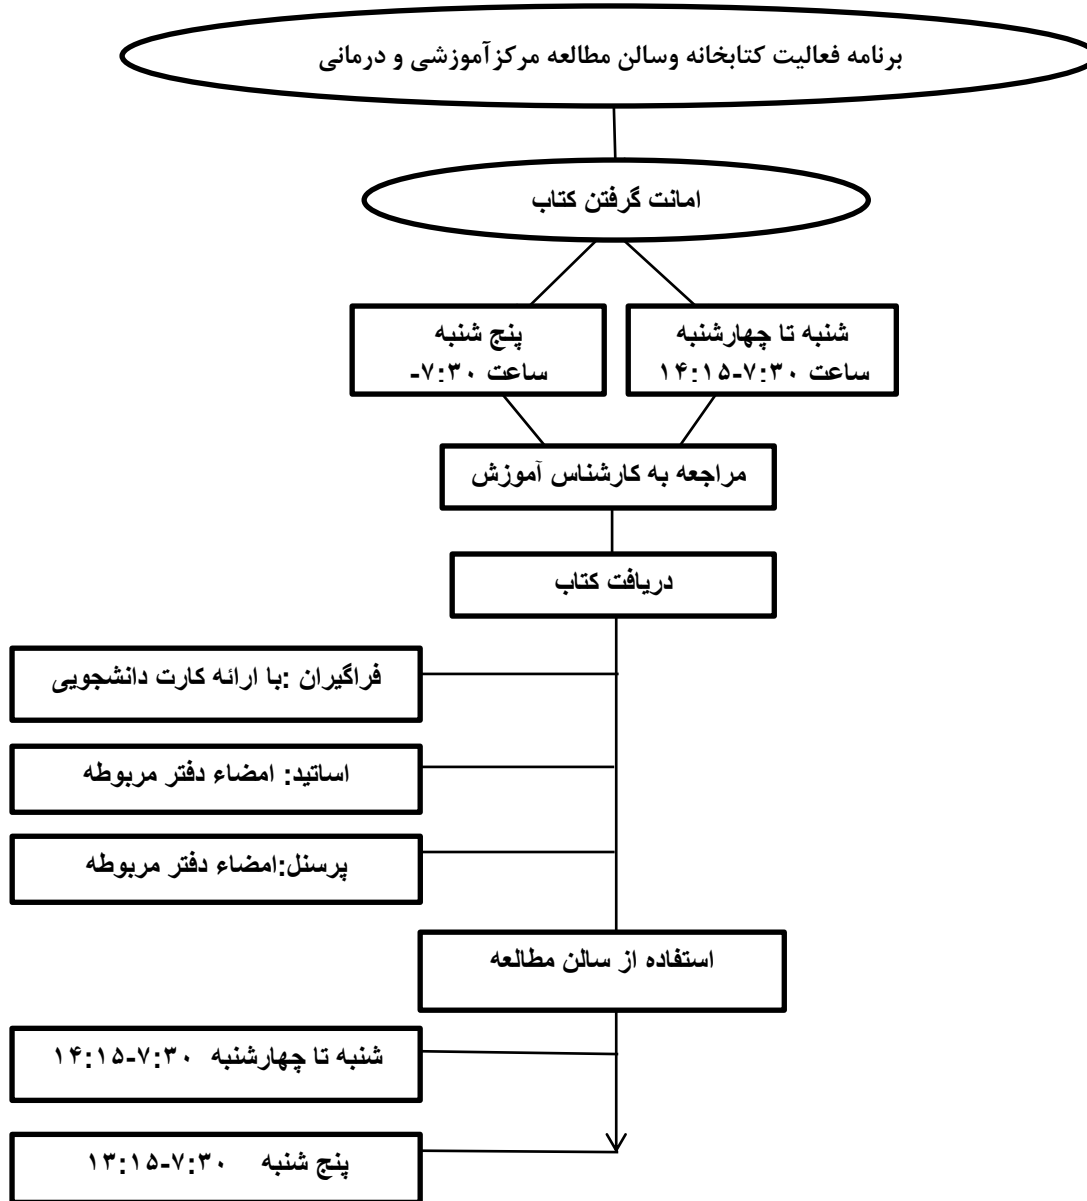 برنامه فعالیت کتابخانه وسالن مطالعه مرکزآموزشی و درمانی
امانت گرفتن کتاب
شنبه تا چهارشنبه
ساعت ۷:۳۰-۱۴:۱۵
پنج شنبه
ساعت ۷:۳۰-
مراجعه به کارشناس آموزش
دریافت کتاب
فراگیران :با ارائه کارت دانشجویی
اساتید: امضاء دفتر مربوطه
پرسنل:امضاء دفتر مربوطه
استفاده از سالن مطالعه
شنبه تا چهارشنبه ۷:۳۰-۱۴:۱۵
پنج شنبه ۷:۳۰-۱۳:۱۵